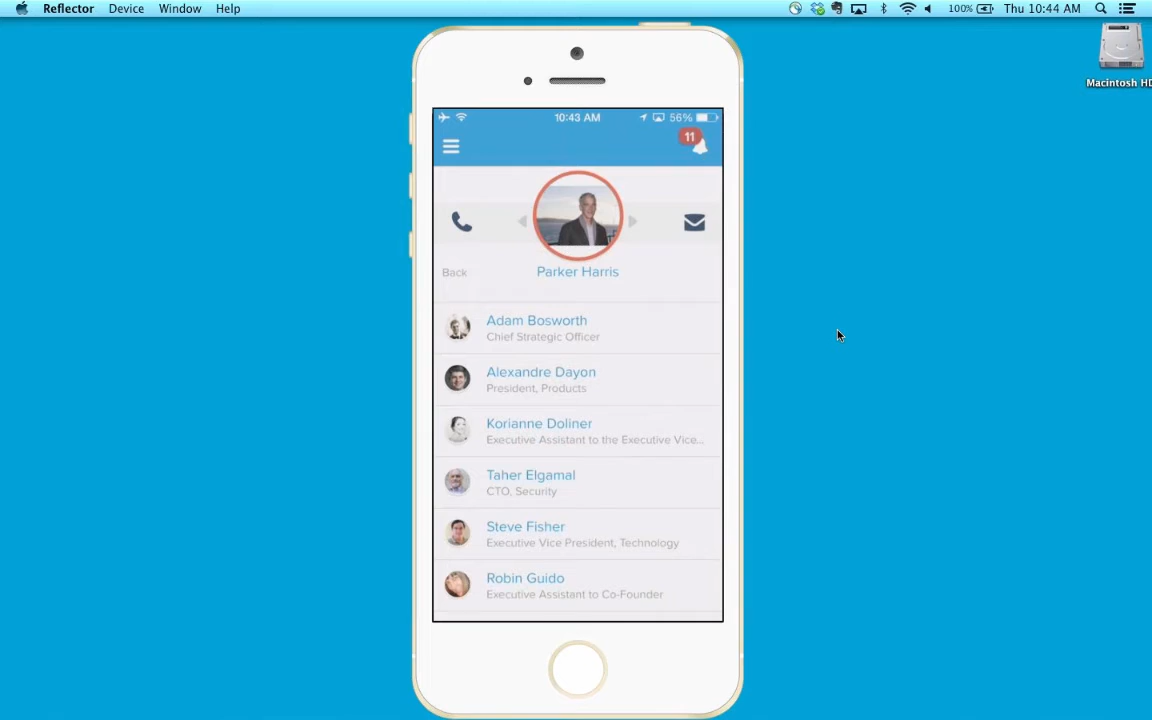 Reflector Device Window Help 100% Thu 10:44 AM
Macintosh HD
10:43 AM 56%
11
Back Parker Harris
Adam Bosworth
Chief Strategic Officer
Alexandre Dayon
President, Products
Korianne Doliner
Executive Assistant to the Executive Vice...
Taher Elgamal
CTO, Security
Steve Fisher
Executive Vice President, Technology
Robin Guido
Executive Assistant to Co-Founder